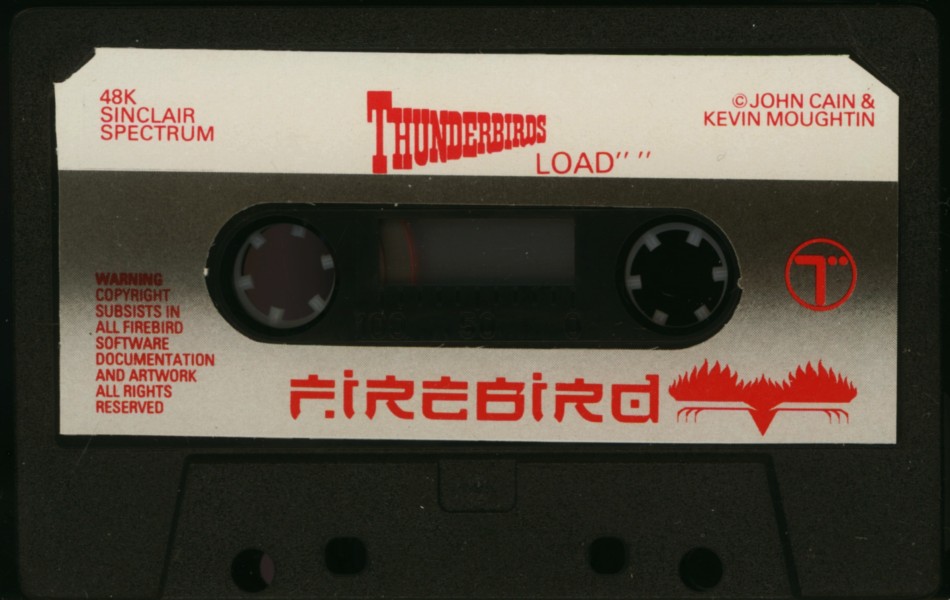 48K
SINCLAIR
SPECTRUM
THUNDERBIRDS
LOAD" "
©JOHN CAIN &
KEVIN MOUGHTIN
T
WARNING
COPYRIGHT
SUBSISTS IN
ALL FIREBIRD
SOFTWARE
DOCUMENTATION
AND ARTWORK
ALL RIGHTS
RESERVED
FIREBIRD